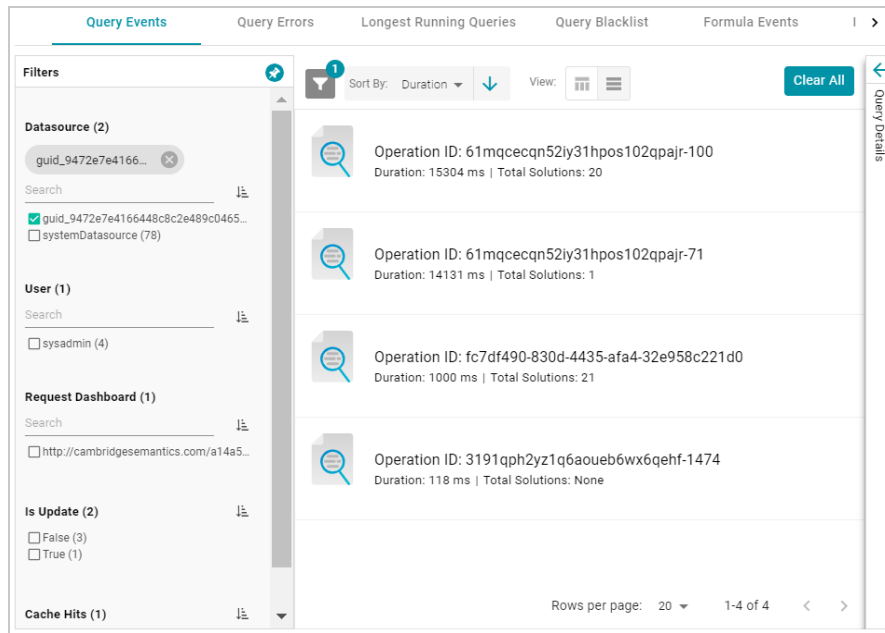 Query Events Query Errors Longest Running Queries Query Blacklist Formula Events
Filters
1
Sort By: Duration
View:
Clear All
Query Details
Datasource (2)
guid_9472e7e4166...
Search
guid_9472e7e4166448c8c2e489c0465...
systemDatasource (78)
User (1)
Search
sysadmin (4)
Request Dashboard (1)
Search
http://cambridgesemantics.com/a14a5...
Is Update (2)
False (3)
True (1)
Cache Hits (1)
Operation ID: 61mqcecqn52iy31hpos102qpajr-100
Duration: 15304 ms | Total Solutions: 20
Operation ID: 61mqcecqn52iy31hpos102qpajr-71
Duration: 14131 ms | Total Solutions: 1
Operation ID: fc7df490-830d-4435-afa4-32e958c221d0
Duration: 1000 ms | Total Solutions: 21
Operation ID: 3191qph2yz1q6aoueb6wx6qehf-1474
Duration: 118 ms | Total Solutions: None
Rows per page: 20 1-4 of 4